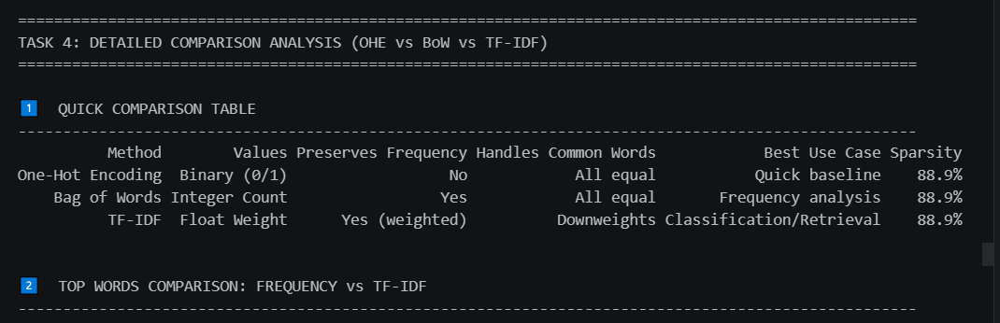 ====================================================================================================
TASK 4: DETAILED COMPARISON ANALYSIS (OHE vs BoW vs TF-IDF)
====================================================================================================
1 QUICK COMPARISON TABLE
----------------------------------------------------------------------------------------------------
Method Values Preserves Frequency Handles Common Words Best Use Case Sparsity
One-Hot Encoding Binary (0/1) No All equal Quick baseline 88.9%
Bag of Words Integer Count Yes All equal Frequency analysis 88.9%
TF-IDF Float Weight Yes (weighted) Downweights Classification/Retrieval 88.9%
2 TOP WORDS COMPARISON: FREQUENCY vs TF-IDF
----------------------------------------------------------------------------------------------------